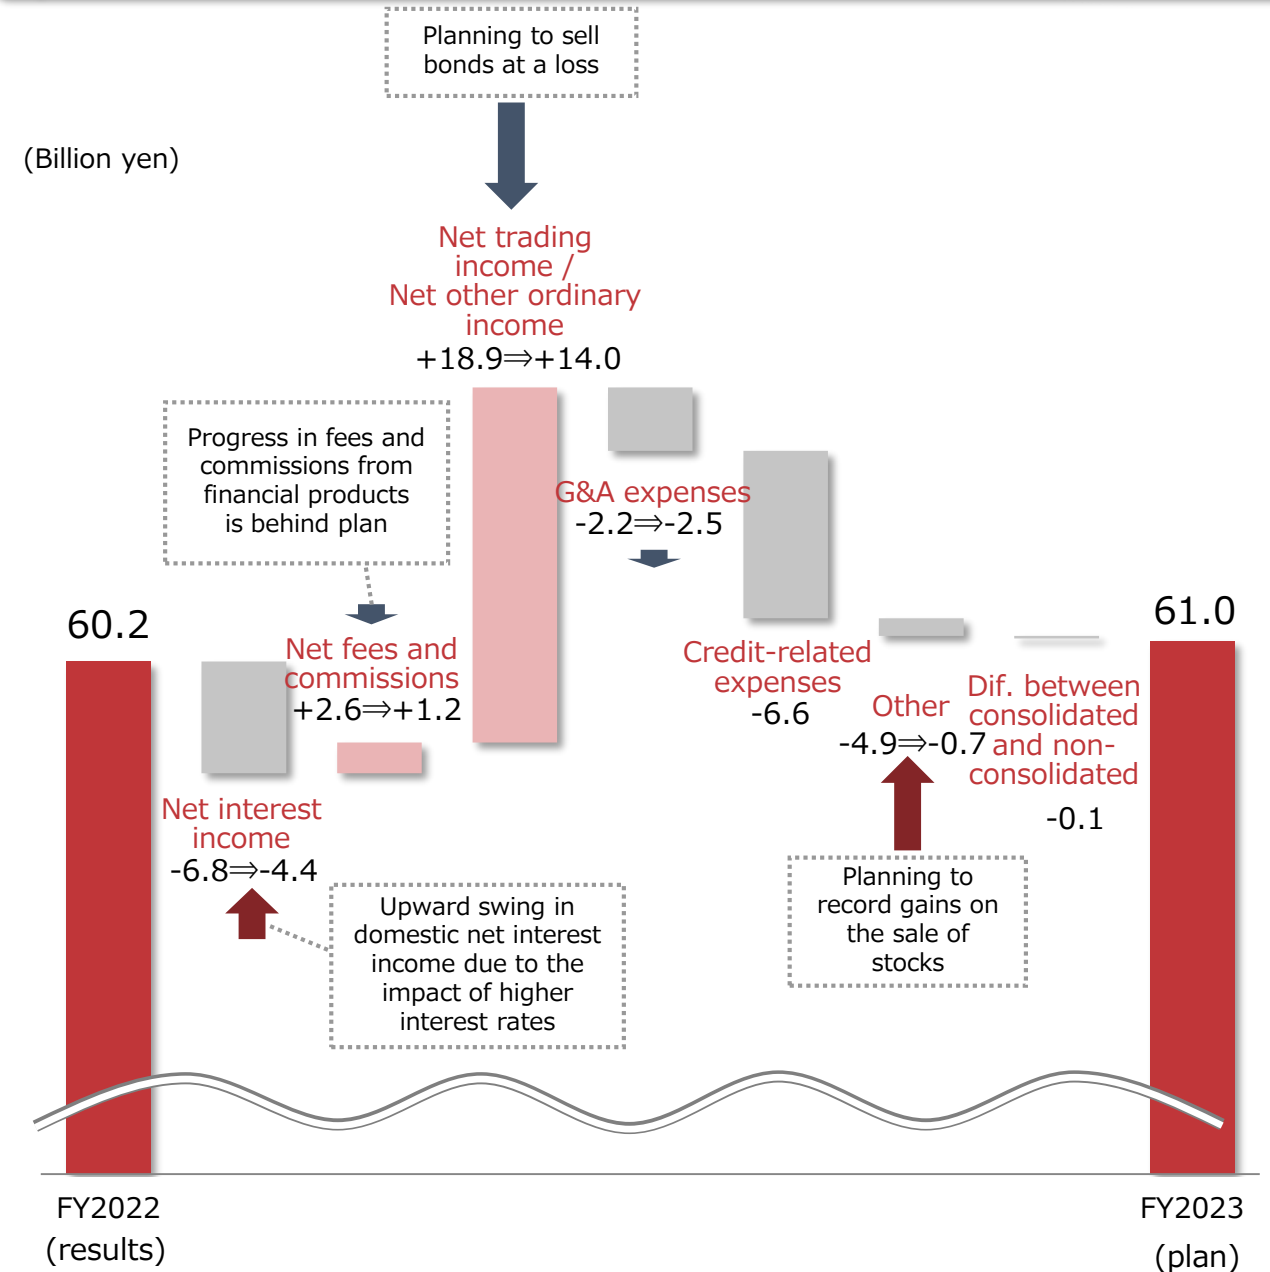 Planning to sell
bonds at a loss
(Billion yen)
Net trading
income /
Net other ordinary
income
+18.9⇒+14.0
Progress in fees and
commissions from
financial products
is behind plan
G&A expenses
-2.2⇒-2.5
60.2
Net fees and
commissions
+2.6⇒+1.2
Credit-related
expenses
-6.6
Other
-4.9⇒-0.7
Dif. between
consolidated
and non-
consolidated
-0.1
61.0
Net interest
income
-6.8⇒-4.4
Upward swing in
domestic net interest
income due to the
impact of higher
interest rates
Planning to
record gains on
the sale of
stocks
FY2022
(results)
FY2023
(plan)